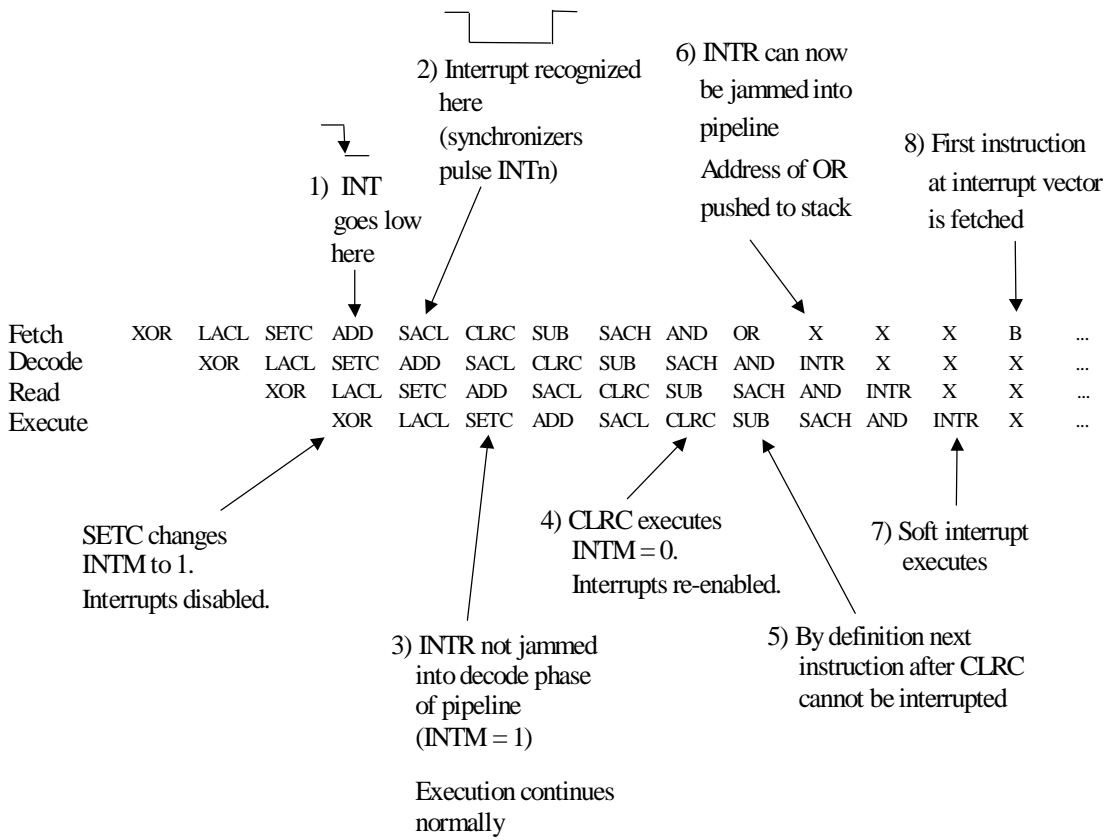 2) Interrupt recognized
here
(synchronizers
pulse INTn)
6) INTR can now
be jammed into
pipeline
Address of OR
pushed to stack
8) First instruction
at interrupt vector
is fetched
1) INT
goes low
here
Fetch XOR LACL SETC ADD SACL CLRC SUB SACH AND OR X X X B ...
Decode XOR LACL SETC ADD SACL CLRC SUB SACH AND INTR X X X ...
Read XOR LACL SETC ADD SACL CLRC SUB SACH AND INTR X X ...
Execute XOR LACL SETC ADD SACL CLRC SUB SACH AND INTR X ...
SETC changes
INTM to 1.
Interrupts disabled.
3) INTR not jammed
into decode phase
of pipeline
(INTM = 1)
Execution continues
normally
4) CLRC executes
INTM = 0.
Interrupts re-enabled.
5) By definition next
instruction after CLRC
cannot be interrupted
7) Soft interrupt
executes